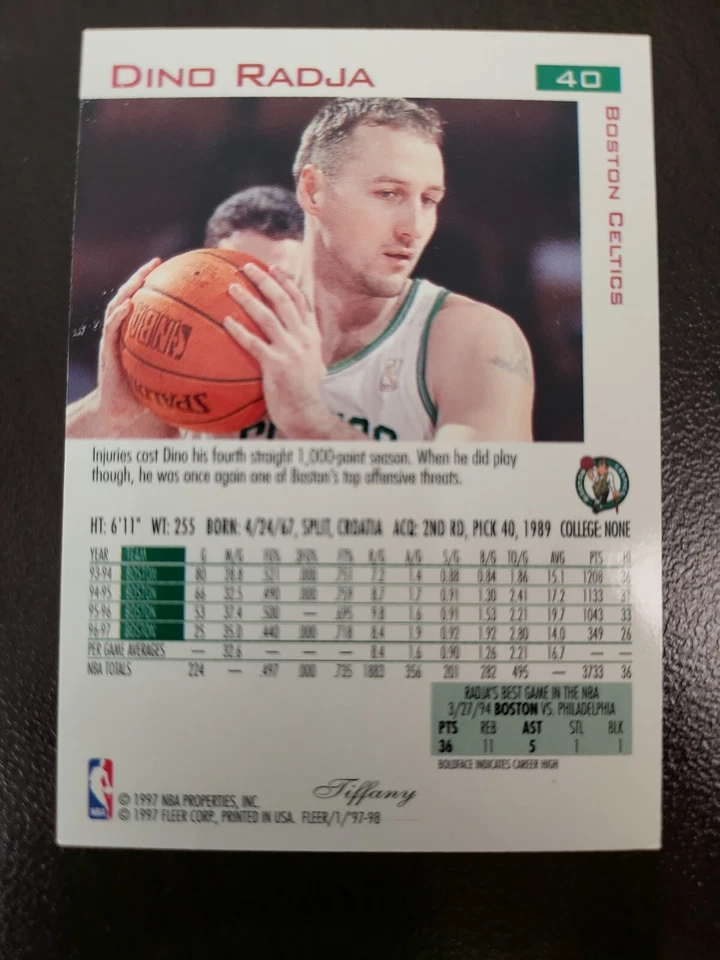 DINO RADJA
40
BOSTON CELTICS
SPALDING
Injuries cost Dino his fourth straight 1,000-point season. When he did play
though, he was once again one of Boston's top offensive threats.
HT: 6'11" WT: 255 BORN: 4/24/67, SPLIT, CROATIA ACQ: 2ND RD, PICK 40, 1989 COLLEGE: NONE
YEAR TEAM G M/G FG% 3FG% FT% R/G A/G S/G B/G TO/G AVG PTS HI
93-94 BOSTON 80 28.8 .521 .000 .751 7.2 1.4 0.88 0.84 1.86 15.1 1208 36
94-95 BOSTON 66 32.5 .490 .000 .759 8.7 1.7 0.91 1.30 2.41 17.2 1133 31
95-96 BOSTON 53 37.4 .500 — .695 9.8 1.6 0.91 1.53 2.21 19.7 1043 33
96-97 BOSTON 25 35.0 .440 .000 .718 8.4 1.9 0.92 1.92 2.80 14.0 349 26
PER GAME AVERAGES — 32.6 — — — 8.4 1.6 0.90 1.26 2.21 16.7 — —
NBA TOTALS 224 — .497 .000 .735 1883 356 201 282 495 — 3733 36
RADJA'S BEST GAME IN THE NBA
3/27/94 BOSTON VS. PHILADELPHIA
PTS REB AST STL BLK
36 11 5 1 1
BOLDFACE INDICATES CAREER HIGH
Tiffany
NBA
© 1997 NBA PROPERTIES, INC.
© 1997 FLEER CORP., PRINTED IN USA. FLEER/1/'97-98